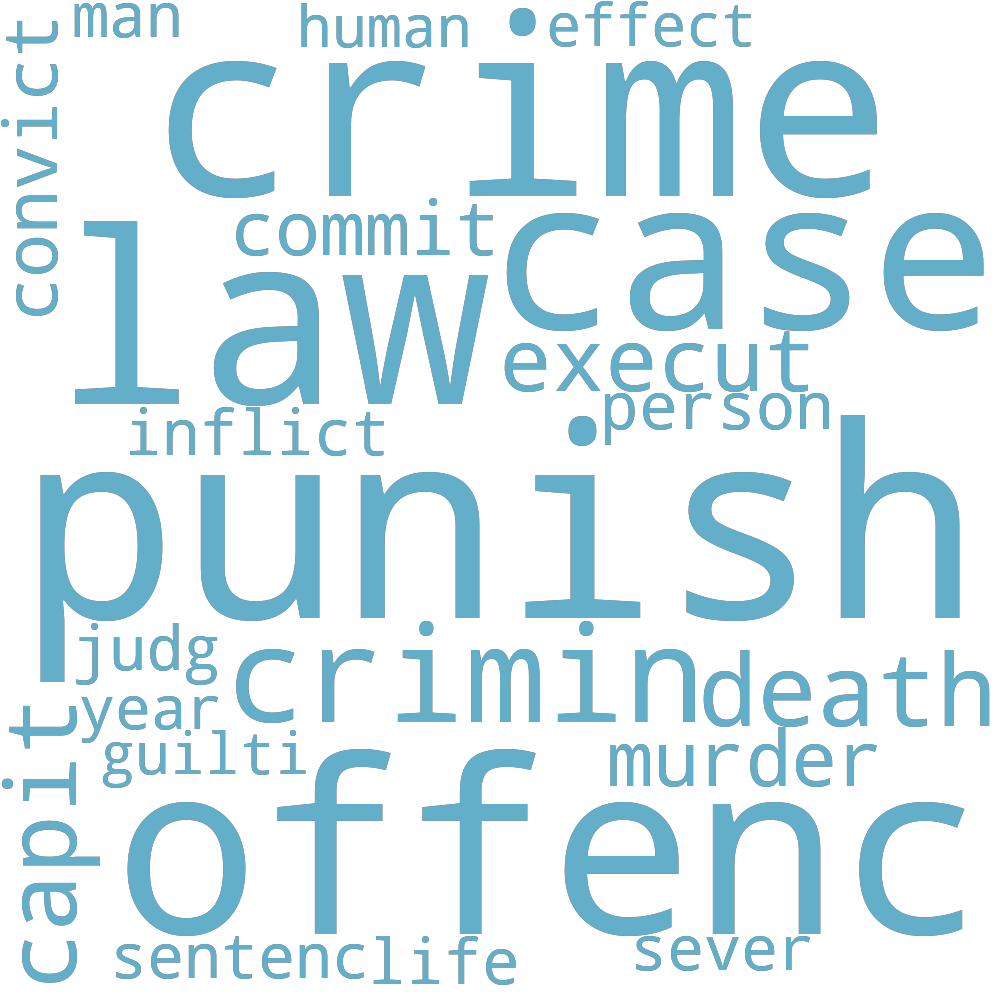 man
human
effect
convict
crime
commit
case
law
execut
person
inflict
punish
judg
crimin
death
year
capit
guilti
murder
offenc
sentenc
life
sever